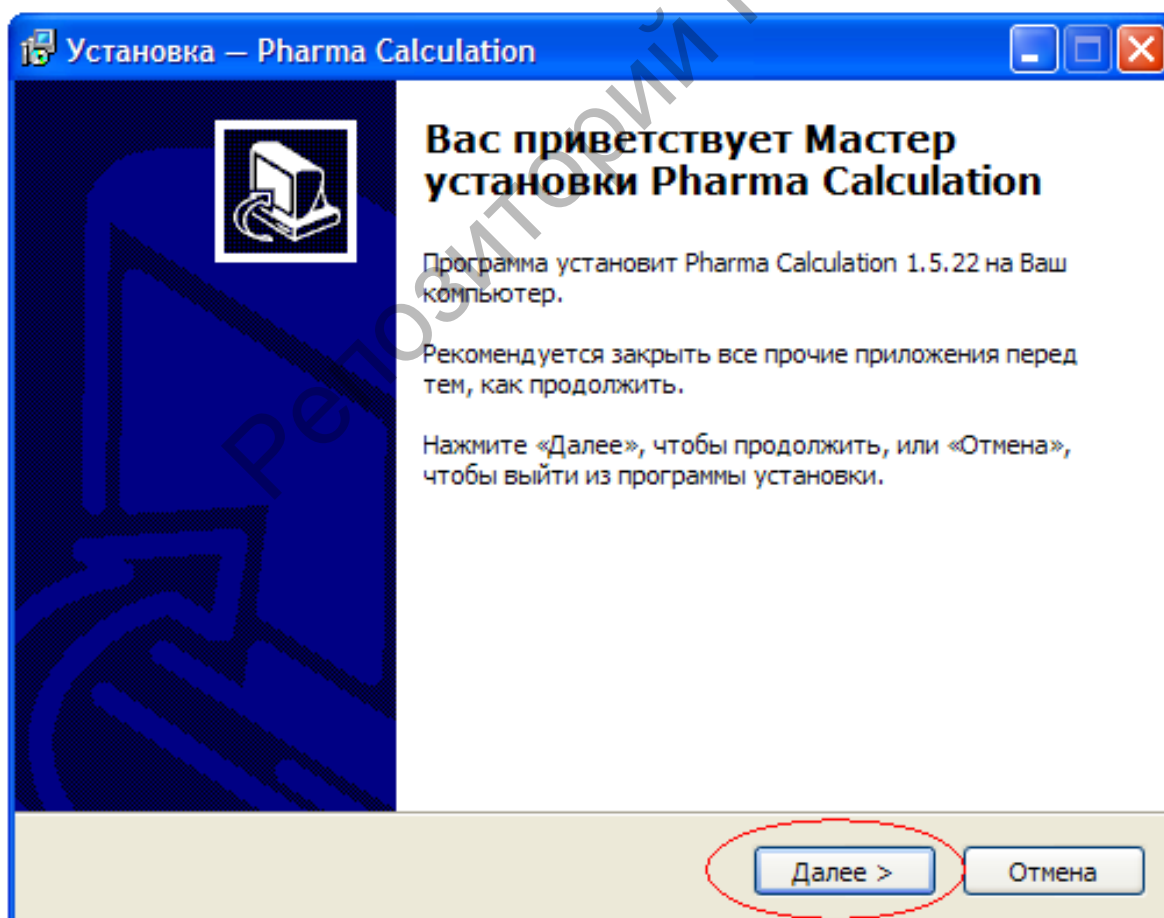 Установка — Pharma Calculation
Вас приветствует Мастер
установки Pharma Calculation
Программа установит Pharma Calculation 1.5.22 на Ваш
компьютер.
Рекомендуется закрыть все прочие приложения перед
тем, как продолжить.
Нажмите «Далее», чтобы продолжить, или «Отмена»,
чтобы выйти из программы установки.
Далее >
Отмена
Репозиторий